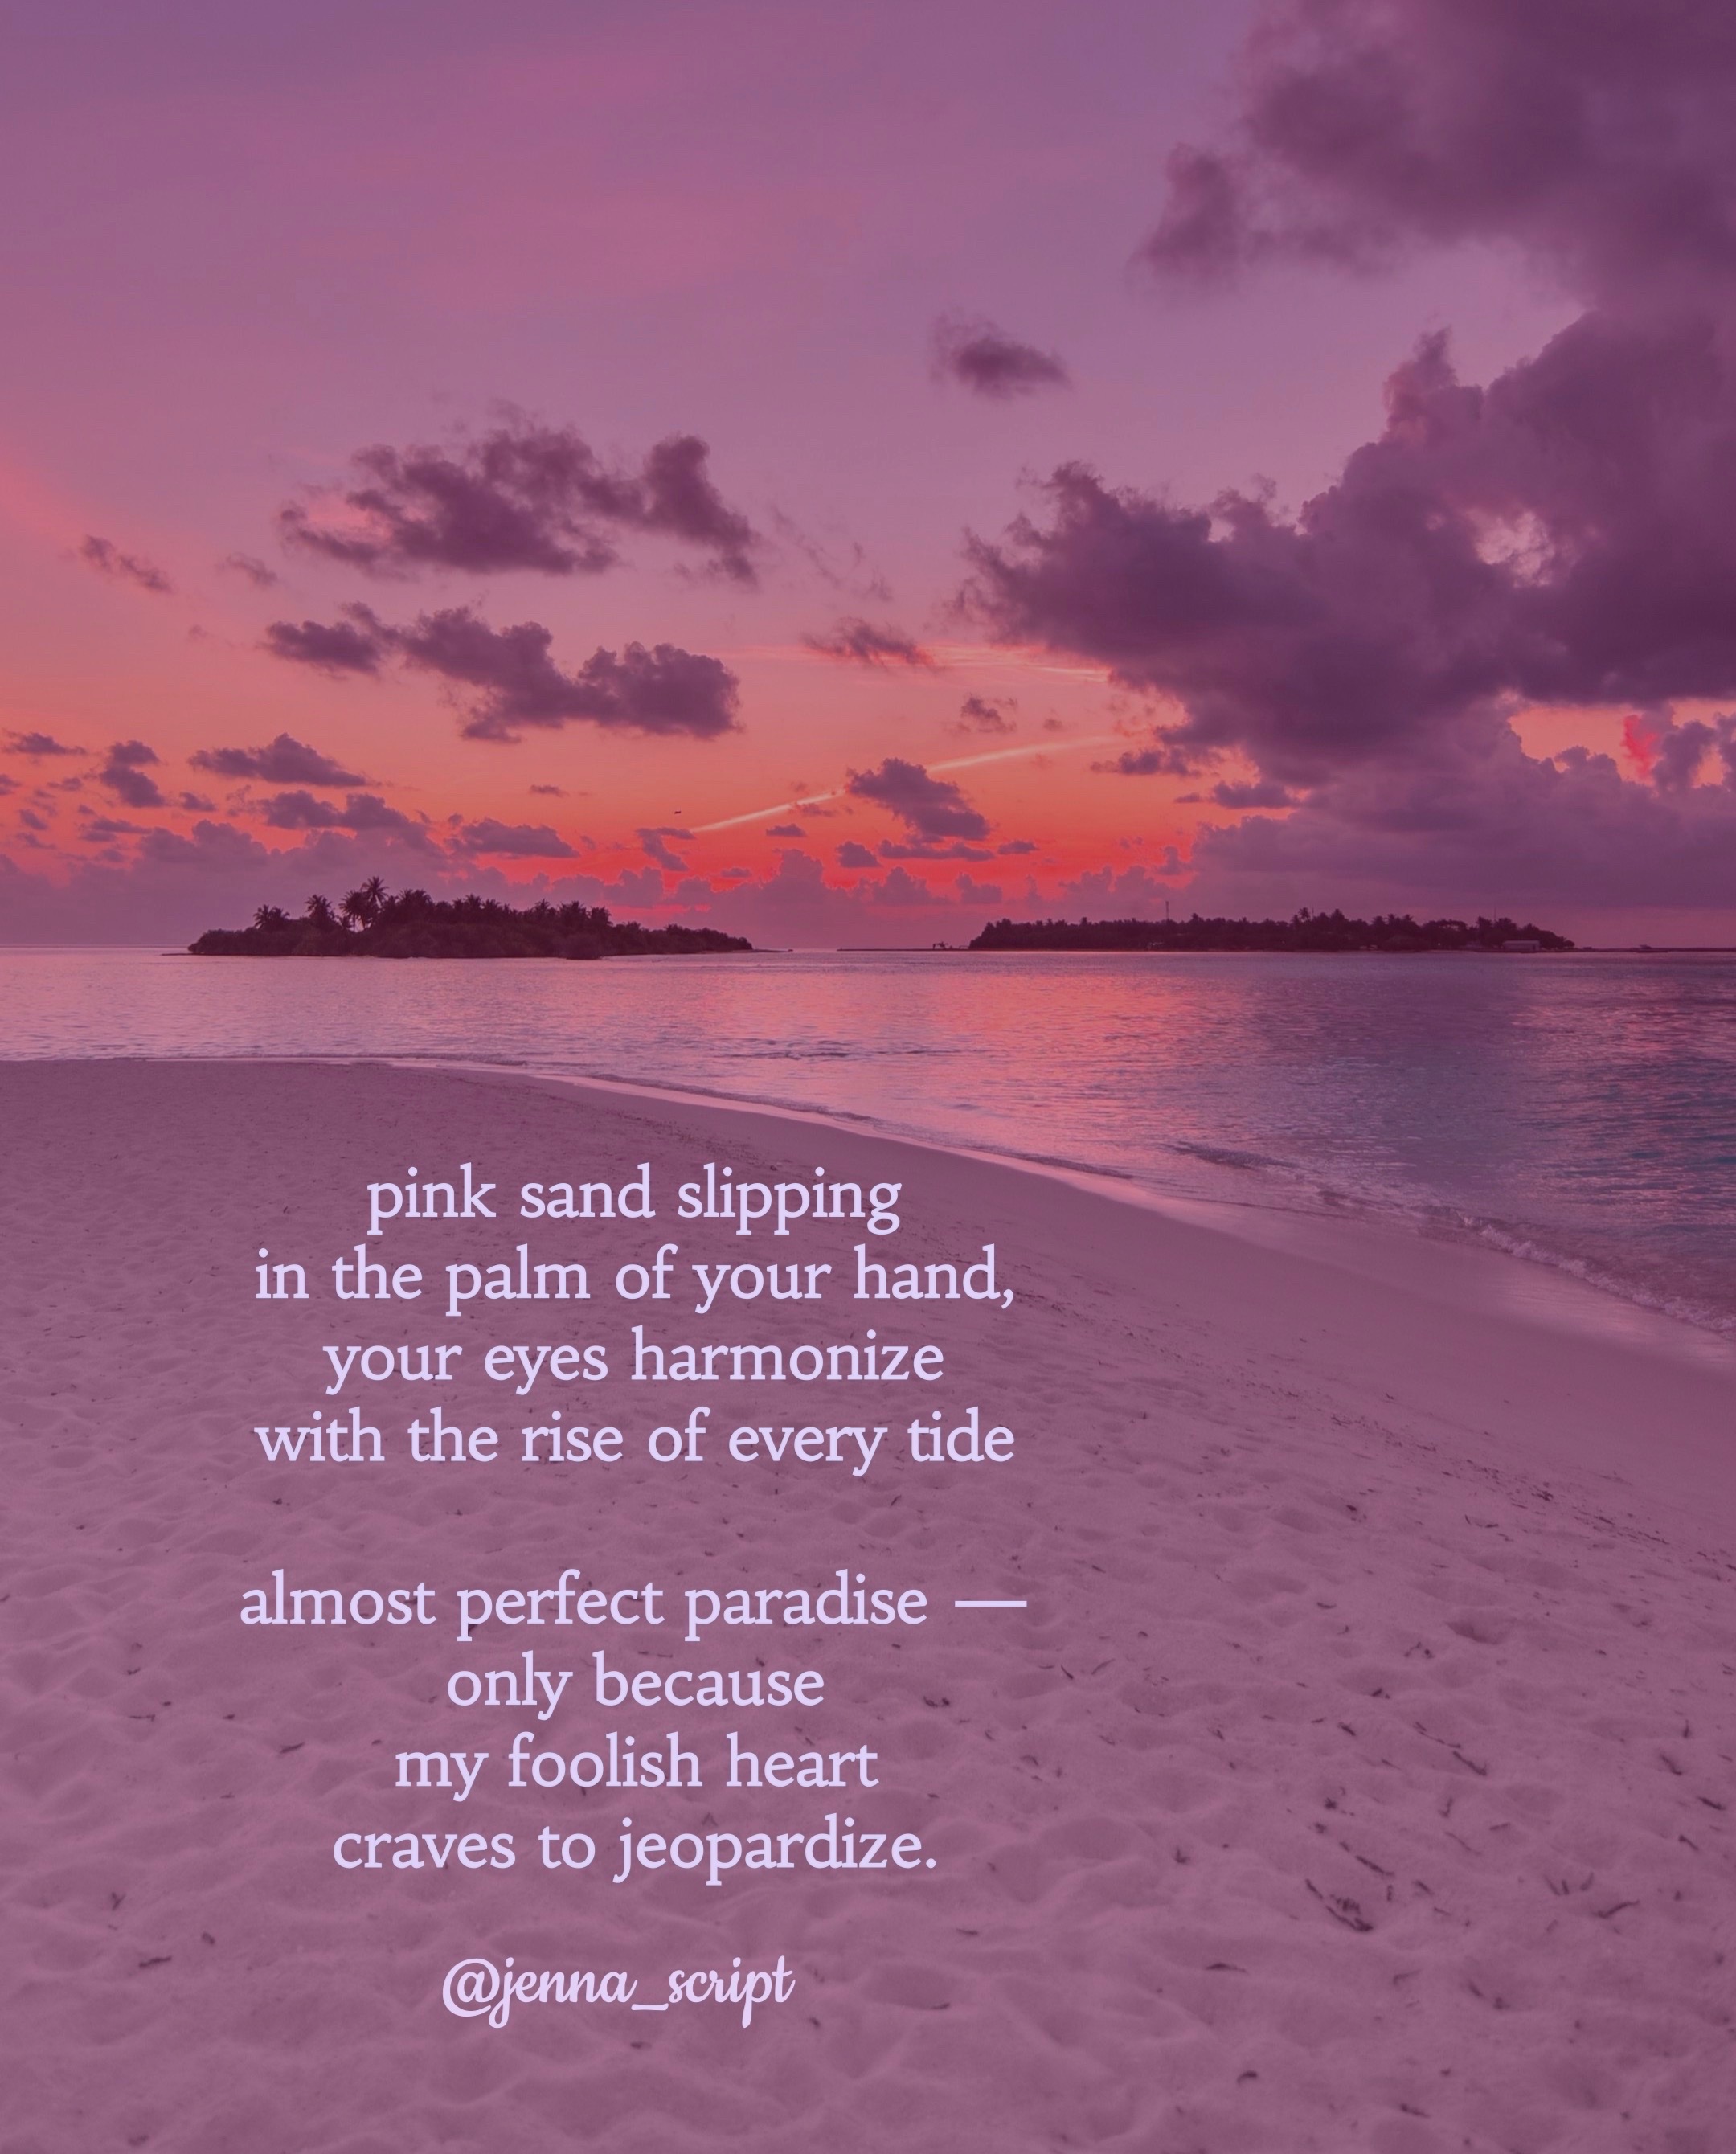 pink sand slipping
in the palm of your hand,
your eyes harmonize
with the rise of every tide
almost perfect paradise —
only because
my foolish heart
craves to jeopardize.
@jenna_script